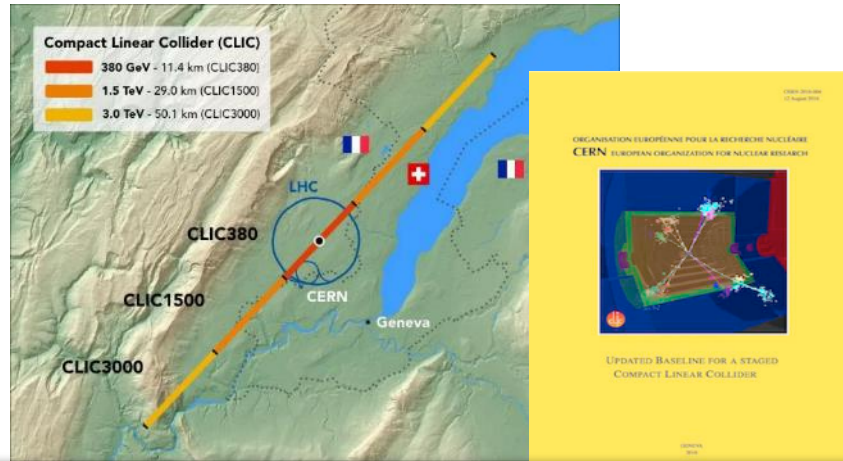 Compact Linear Collider (CLIC)
380 GeV - 11.4 km (CLIC380)
1.5 TeV - 29.0 km (CLIC1500)
3.0 TeV - 50.1 km (CLIC3000)
LHC
CLIC380
CLIC1500
CERN
Geneva
CLIC3000
ORGANISATION EUROPÉENNE POUR LA RECHERCHE NUCLÉAIRE
CERN EUROPEAN ORGANIZATION FOR NUCLEAR RESEARCH
UPDATED BASELINE FOR A STAGED
COMPACT LINEAR COLLIDER
GENEVA
2016